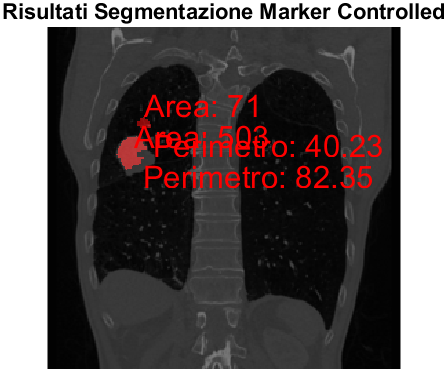 Risultati Segmentazione Marker Controlled
Area: 71
Area: 503
Perimetro: 40.23
Perimetro: 82.35